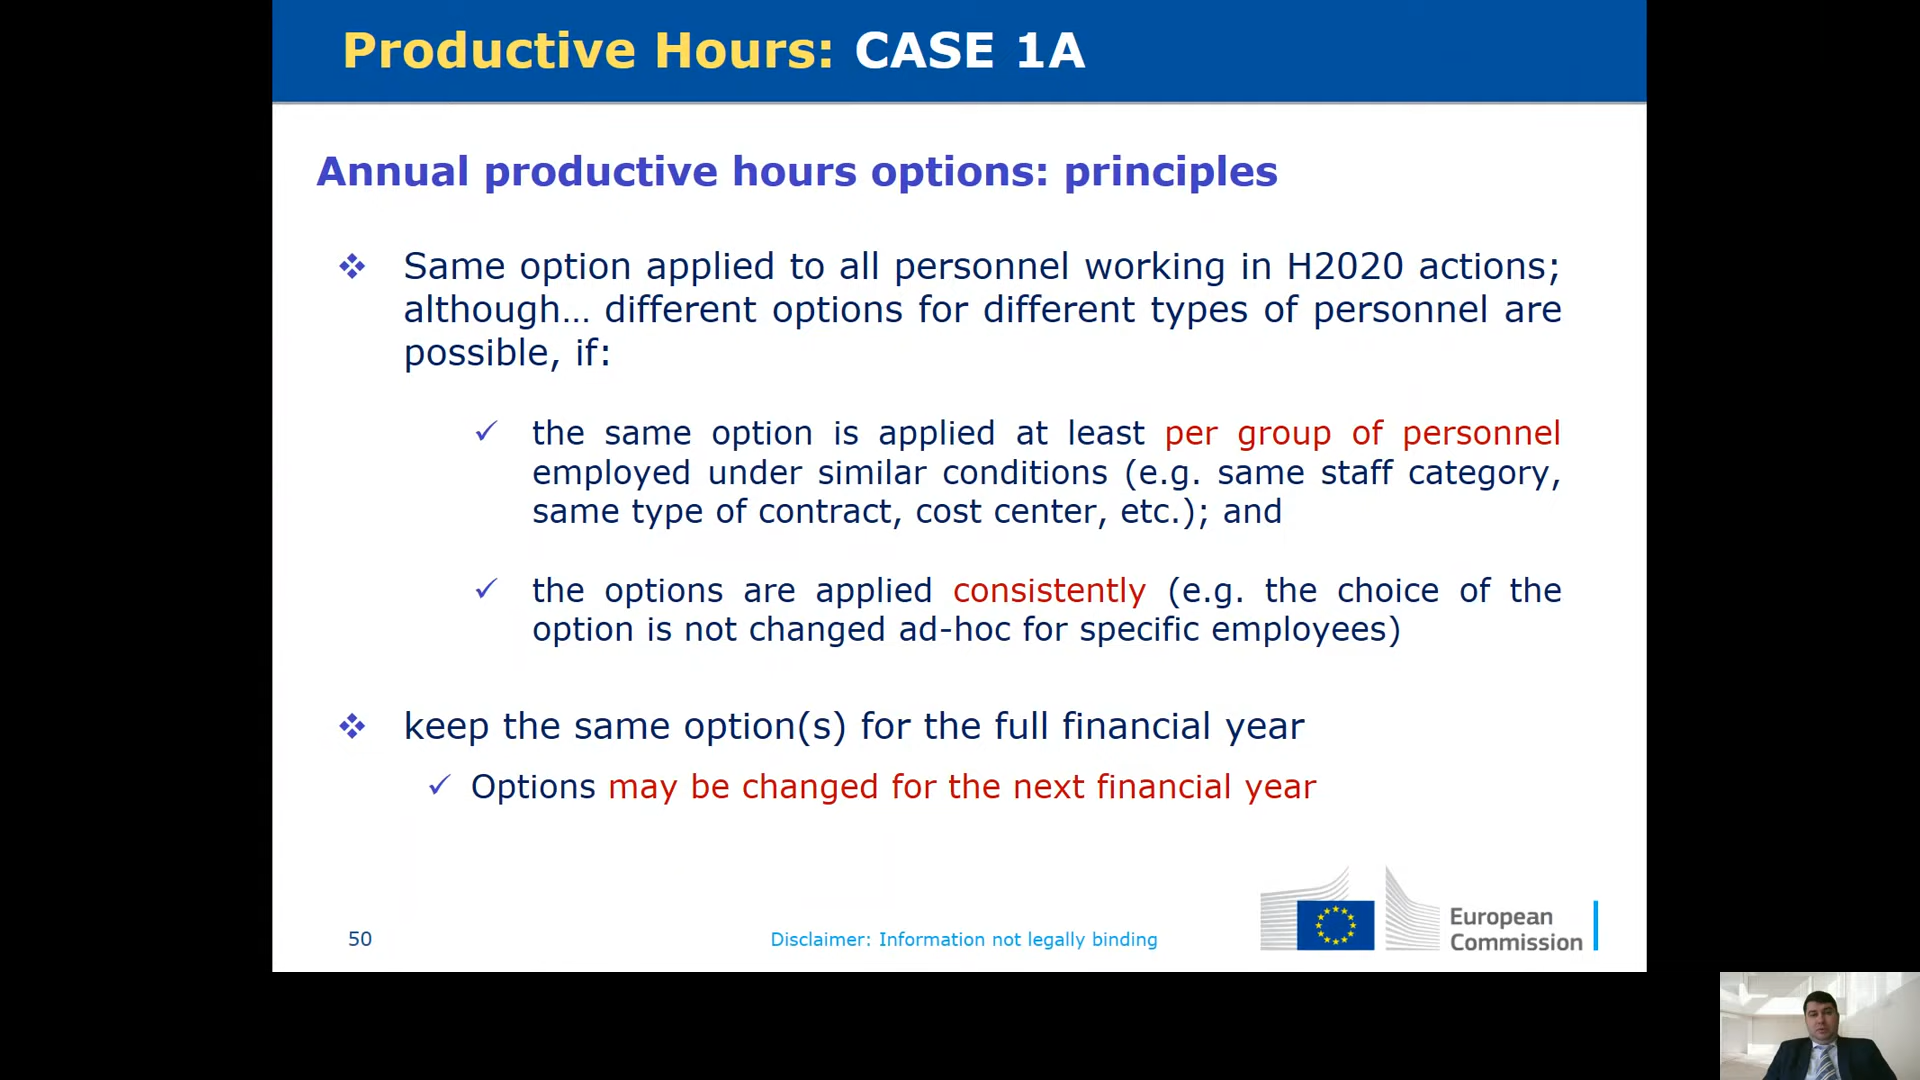 Productive Hours: CASE 1A
Annual productive hours options: principles
Same option applied to all personnel working in H2020 actions;
although... different options for different types of personnel are
possible, if:
the same option is applied at least per group of personnel
employed under similar conditions (e.g. same staff category,
same type of contract, cost center, etc.); and
the options are applied consistently (e.g. the choice of the
option is not changed ad-hoc for specific employees)
keep the same option(s) for the full financial year
Options may be changed for the next financial year
50
Disclaimer: Information not legally binding
European
Commission